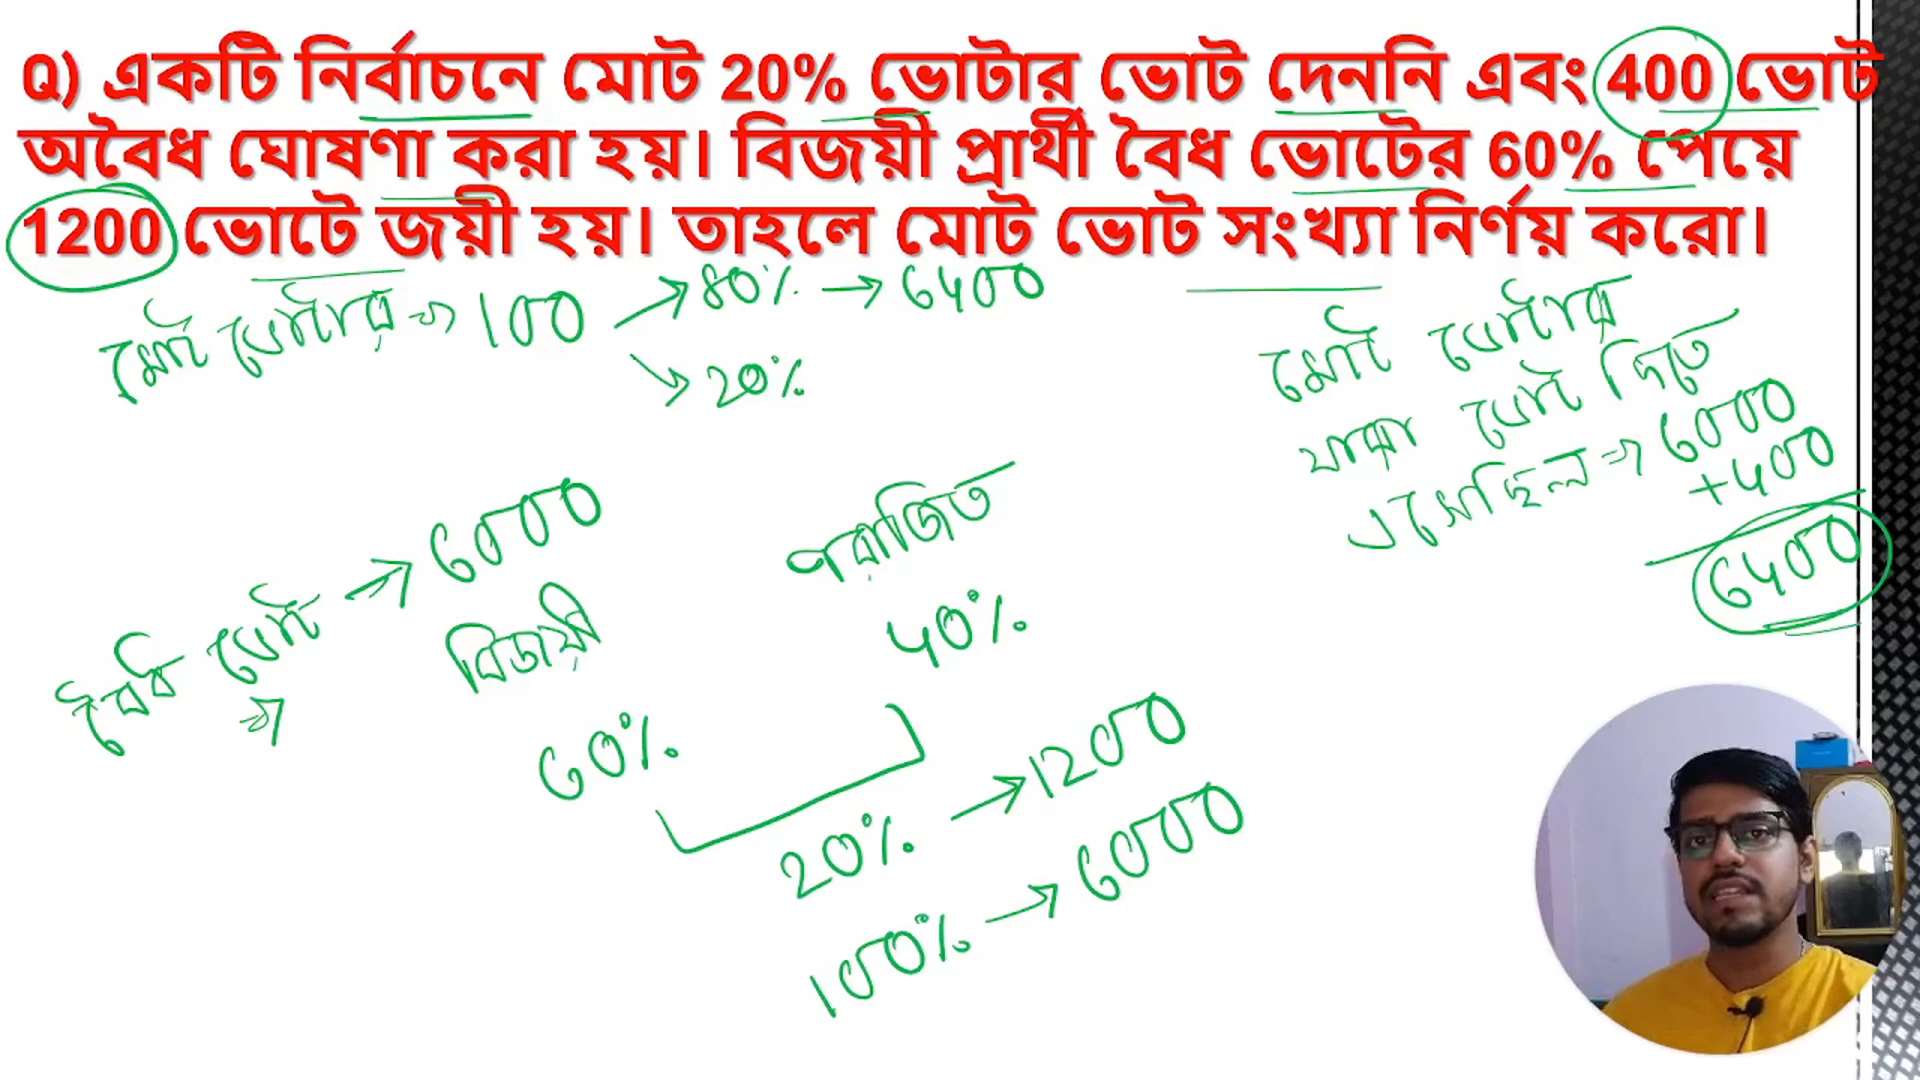 Q) একটি নির্বাচনে মোট 20% ভোটার ভোট দেননি এবং 400 ভোট
অবৈধ ঘোষণা করা হয়। বিজয়ী প্রার্থী বৈধ ভোটের 60% পেয়ে
1200 ভোটে জয়ী হয়। তাহলে মোট ভোট সংখ্যা নির্ণয় করো।
মোট ভোটার → 100 → 80% → 6400
→ 20%
মোট ভোটার
যারা ভোট দিতে
এসেছিল → 6000
+400
6400
বৈধ ভোট → 6000
→
বিজয়ী
পরাজিত
60%
40%
20% → 1200
100% → 6000